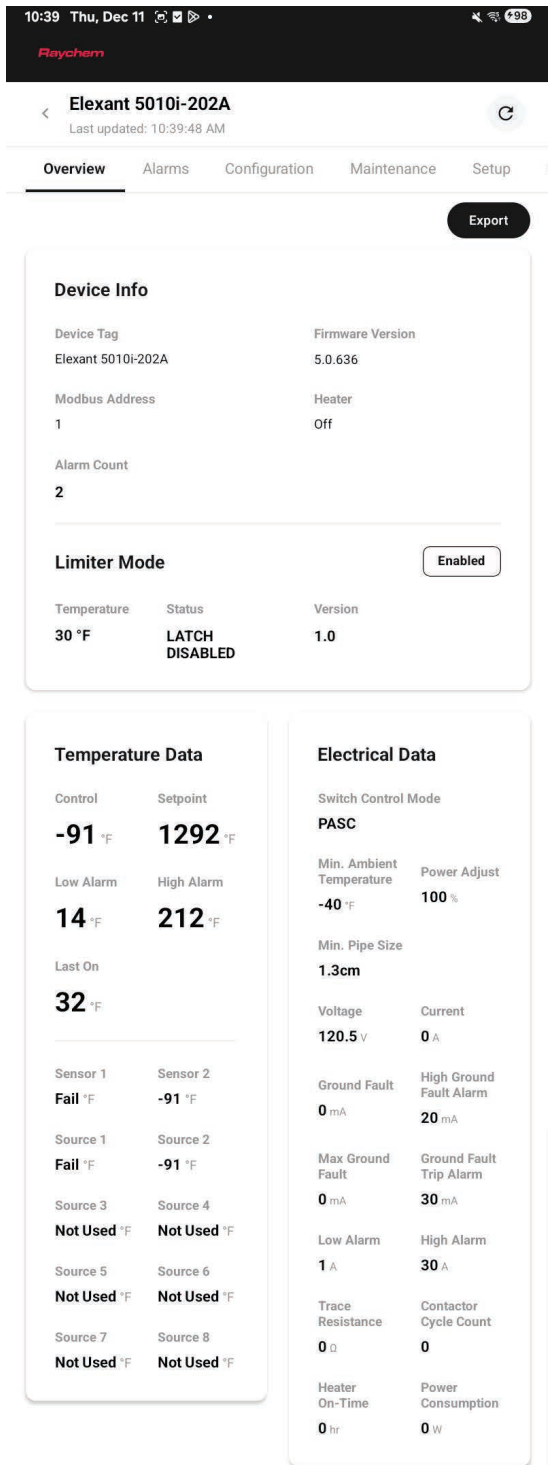 10:39 Thu, Dec 11
98
Raychem
Elexant 5010i-202A
Last updated: 10:39:48 AM
Overview Alarms Configuration Maintenance Setup
Export
Device Info
Device Tag Firmware Version
Elexant 5010i-202A 5.0.636
Modbus Address Heater
1 Off
Alarm Count
2
Limiter Mode Enabled
Temperature Status Version
30 °F LATCH 1.0
DISABLED
Temperature Data
Control Setpoint
-91 °F 1292 °F
Low Alarm High Alarm
14 °F 212 °F
Last On
32 °F
Sensor 1 Sensor 2
Fail °F -91 °F
Source 1 Source 2
Fail °F -91 °F
Source 3 Source 4
Not Used °F Not Used °F
Source 5 Source 6
Not Used °F Not Used °F
Source 7 Source 8
Not Used °F Not Used °F
Electrical Data
Switch Control Mode
PASC
Min. Ambient
Temperature Power Adjust
-40 °F 100 %
Min. Pipe Size
1.3cm
Voltage Current
120.5 V 0 A
Ground Fault High Ground
Fault Alarm
0 mA 20 mA
Max Ground Ground Fault
Fault Trip Alarm
0 mA 30 mA
Low Alarm High Alarm
1 A 30 A
Trace Contactor
Resistance Cycle Count
0 Ω 0
Heater Power
On-Time Consumption
0 hr 0 W